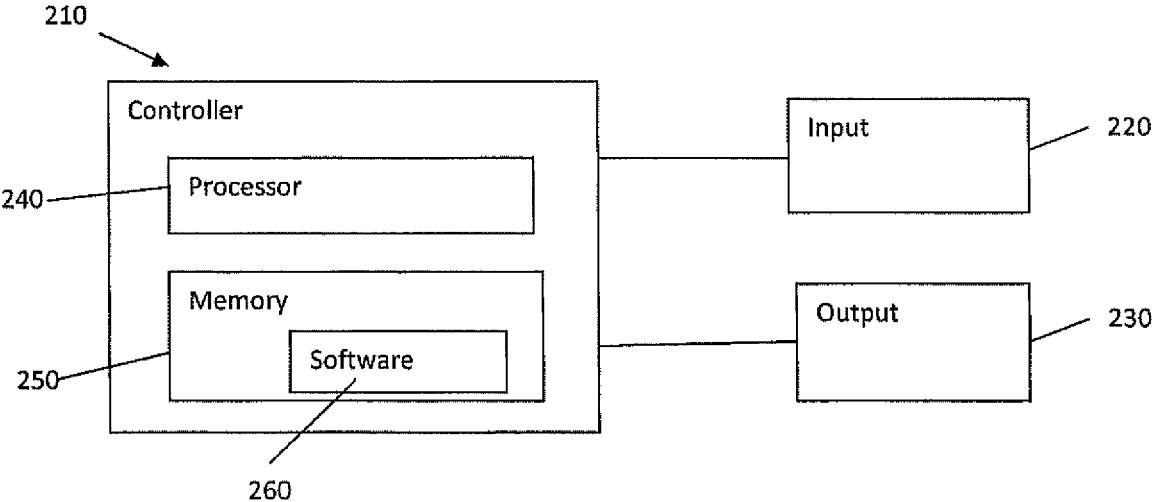 210
Controller
Input
220
Processor
240
Memory
Output
230
Software
250
260